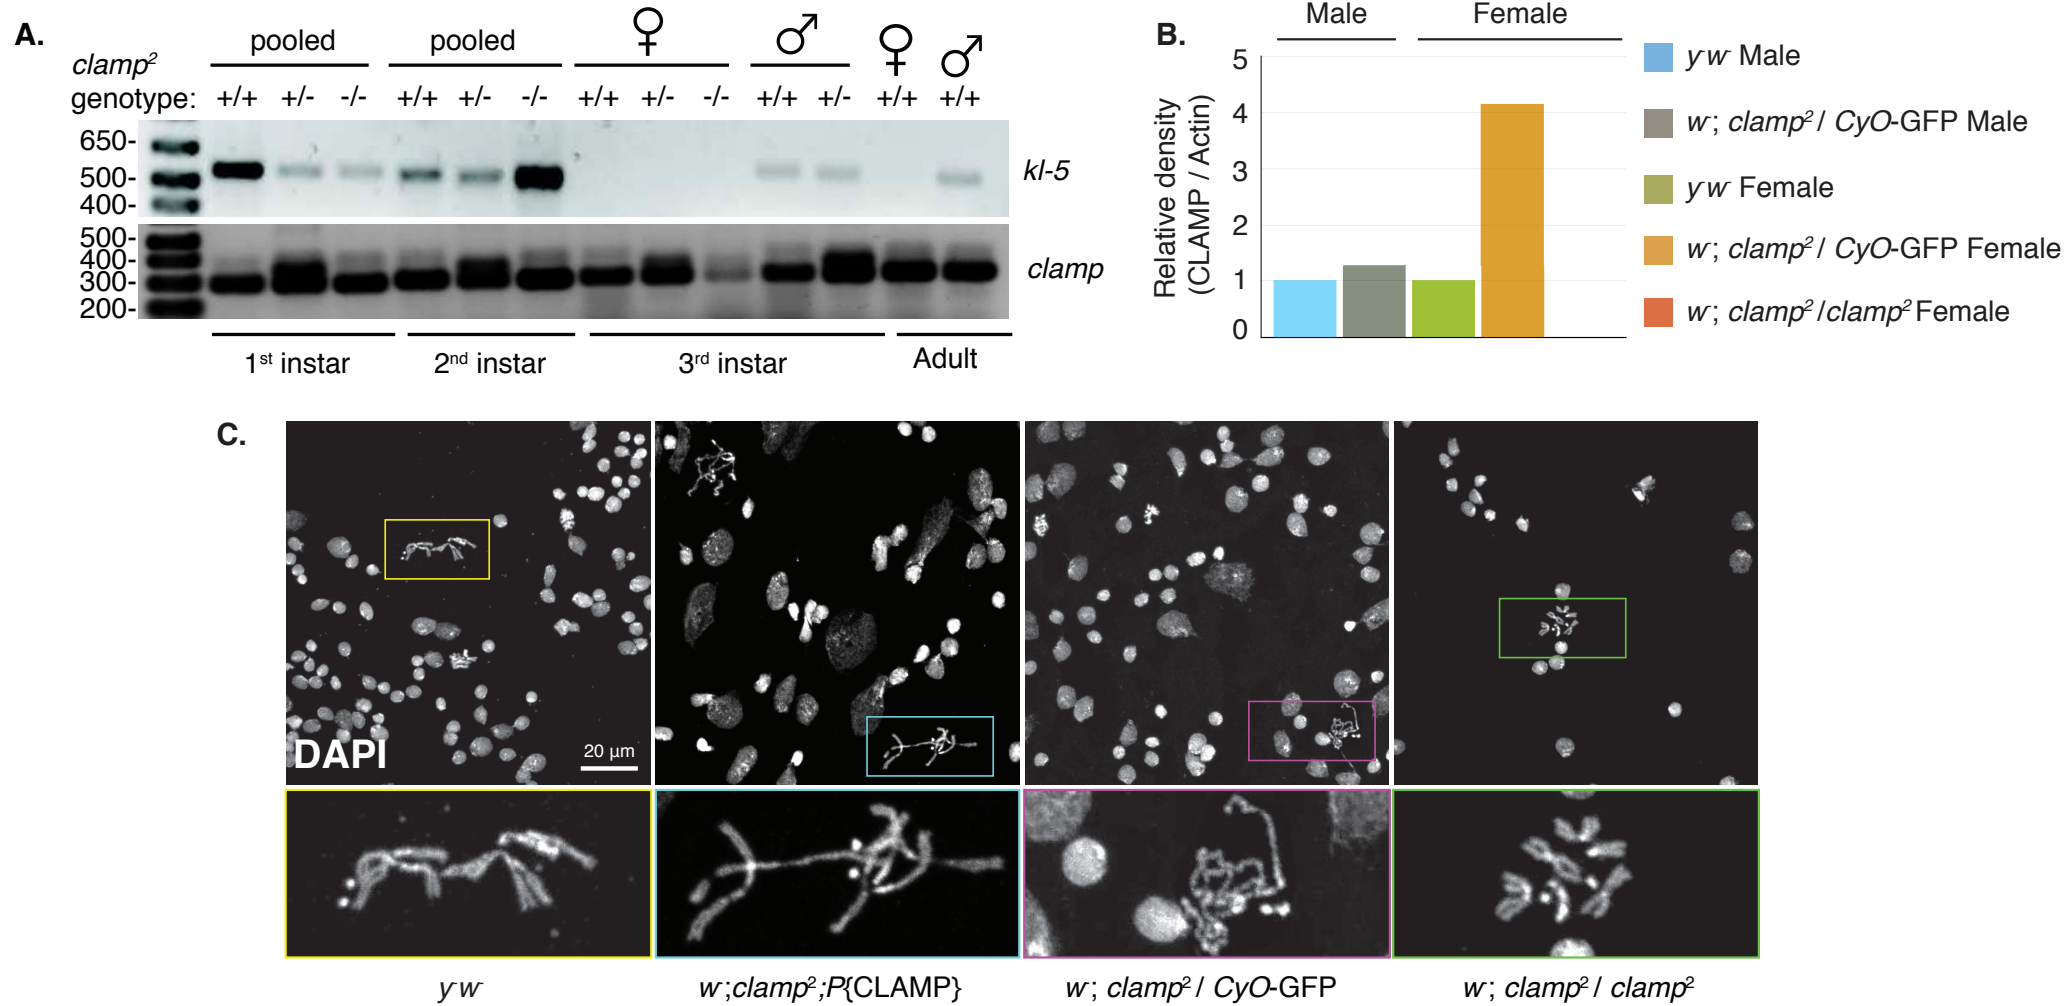 A.
pooled pooled ♀ ♂ ♀ ♂
clamp²
genotype: +/+ +/- -/- +/+ +/- -/- +/+ +/- -/- +/+ +/- +/+ +/+
650-
500-
400-
kl-5
500-
400-
300-
200-
clamp
1st instar 2nd instar 3rd instar Adult
B.
Male Female
Relative density
(CLAMP / Actin)
5
4
3
2
1
0
y⁻w⁻ Male
w⁻; clamp²/ CyO-GFP Male
y⁻w⁻ Female
w⁻; clamp²/ CyO-GFP Female
w⁻; clamp²/clamp² Female
C.
DAPI
20 μm
y⁻w⁻
w⁻;clamp²;P{CLAMP}
w⁻; clamp²/ CyO-GFP
w⁻; clamp²/ clamp²